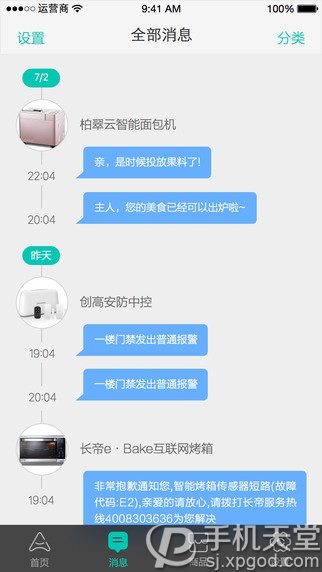 运营商
9:41 AM
100%
设置
全部消息
分类
7/2
柏翠云智能面包机
22:04
亲，是时候投放果料了!
20:04
主人，您的美食已经可以出炉啦~
昨天
创高安防中控
19:04
一楼门禁发出普通报警
20:04
一楼门禁发出普通报警
长帝e·Bake互联网烤箱
19:04
非常抱歉通知您,智能烤箱传感器短路(故障
代码:E2),亲爱的请放心,请拨打长帝服务热
线4008303636为您解决
首页
消息
商品
手机天堂
sj.xpgod.com